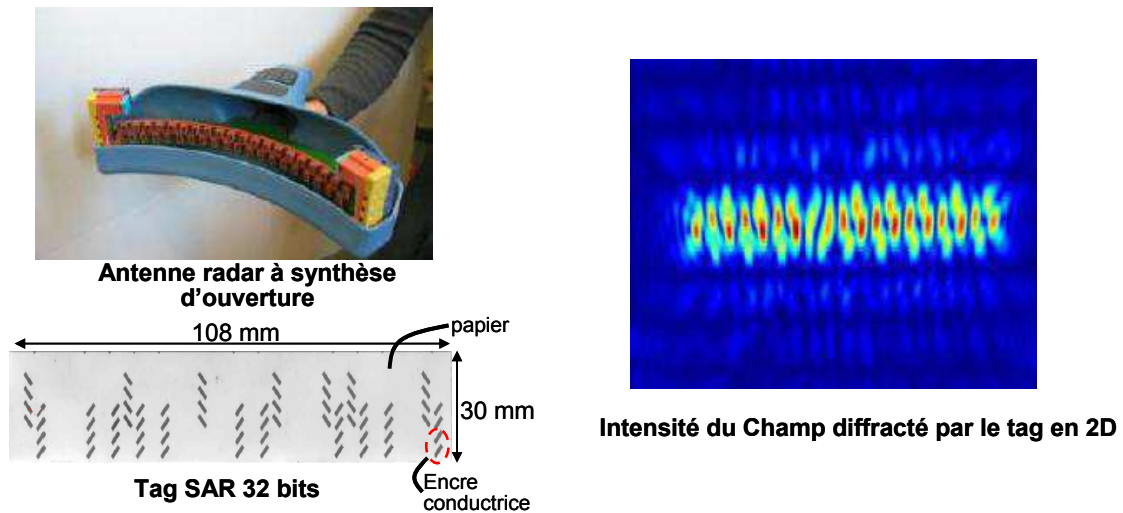 Antenne radar à synthèse
d'ouverture
108 mm
papier
30 mm
Encre
conductrice
Tag SAR 32 bits
Intensité du Champ diffracté par le tag en 2D